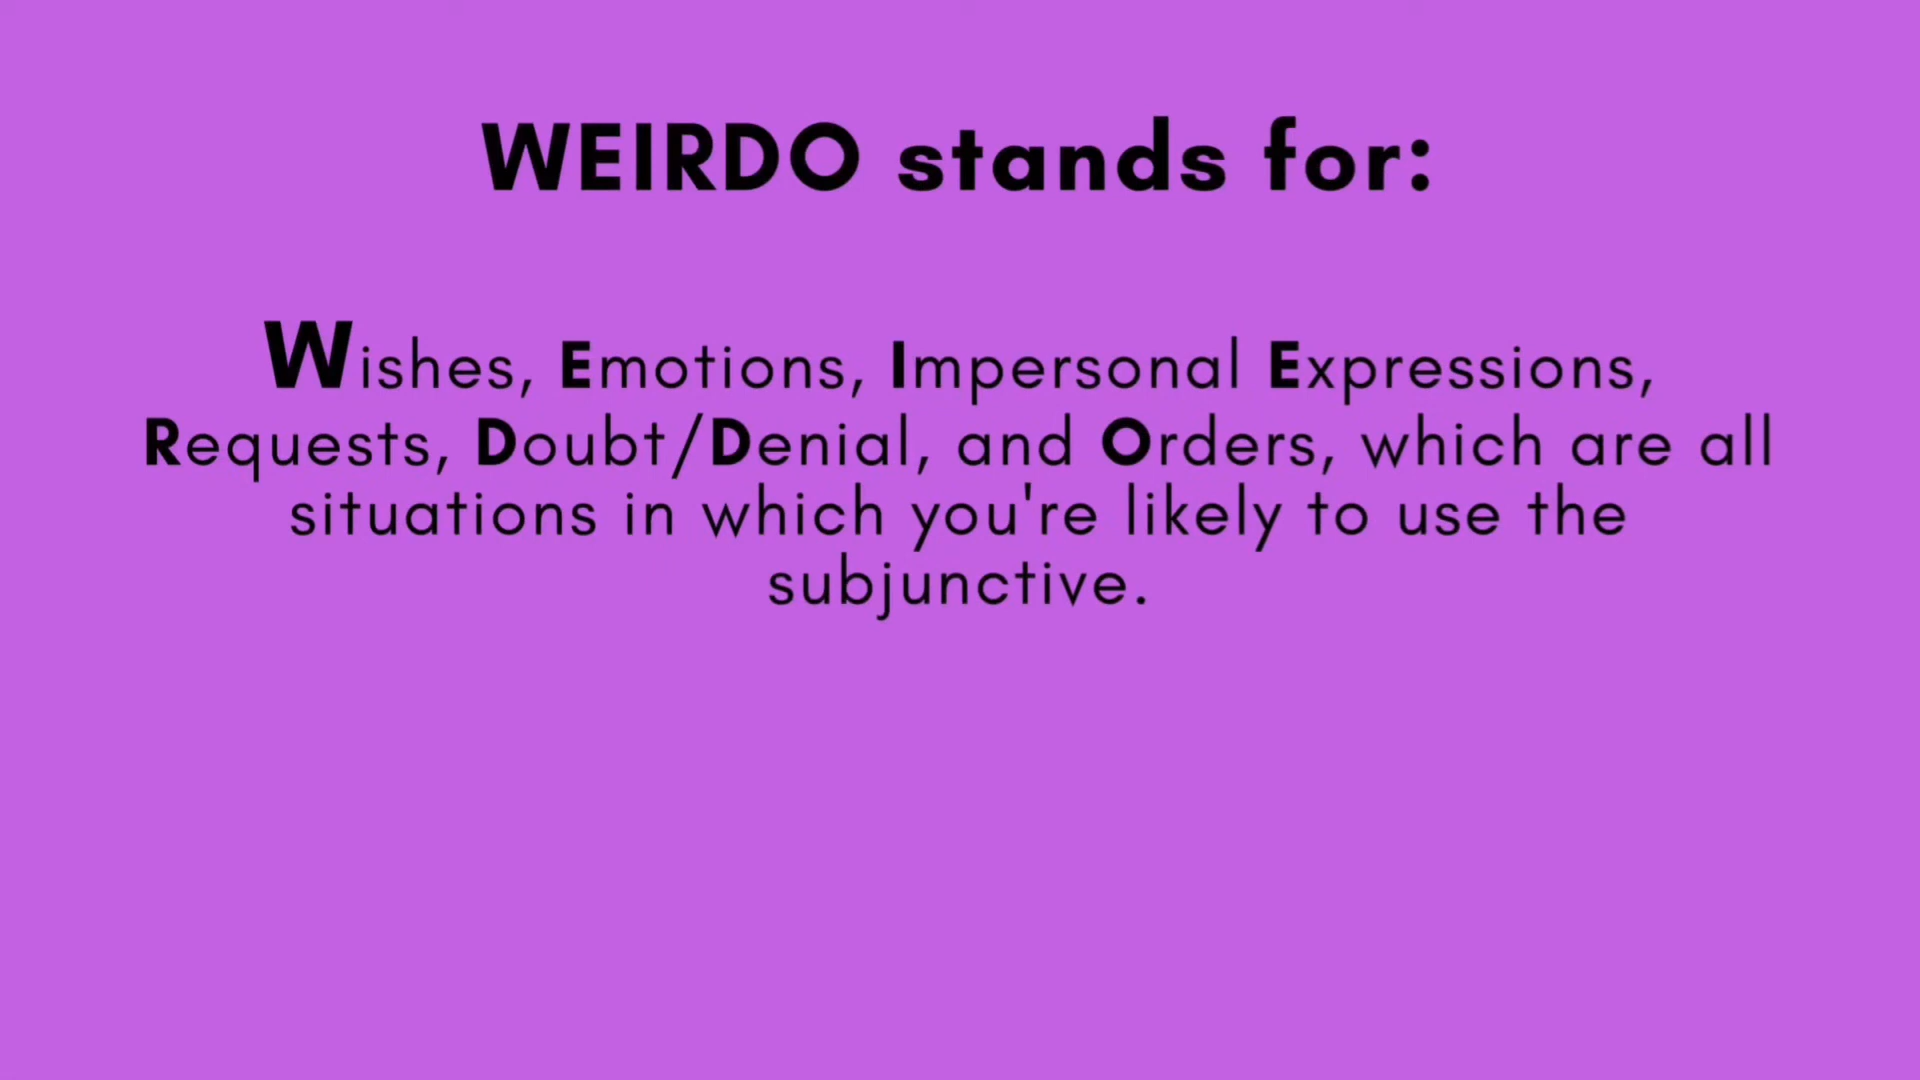 WEIRDO stands for:
Wishes, Emotions, Impersonal Expressions,
Requests, Doubt/Denial, and Orders, which are all
situations in which you're likely to use the
subjunctive.